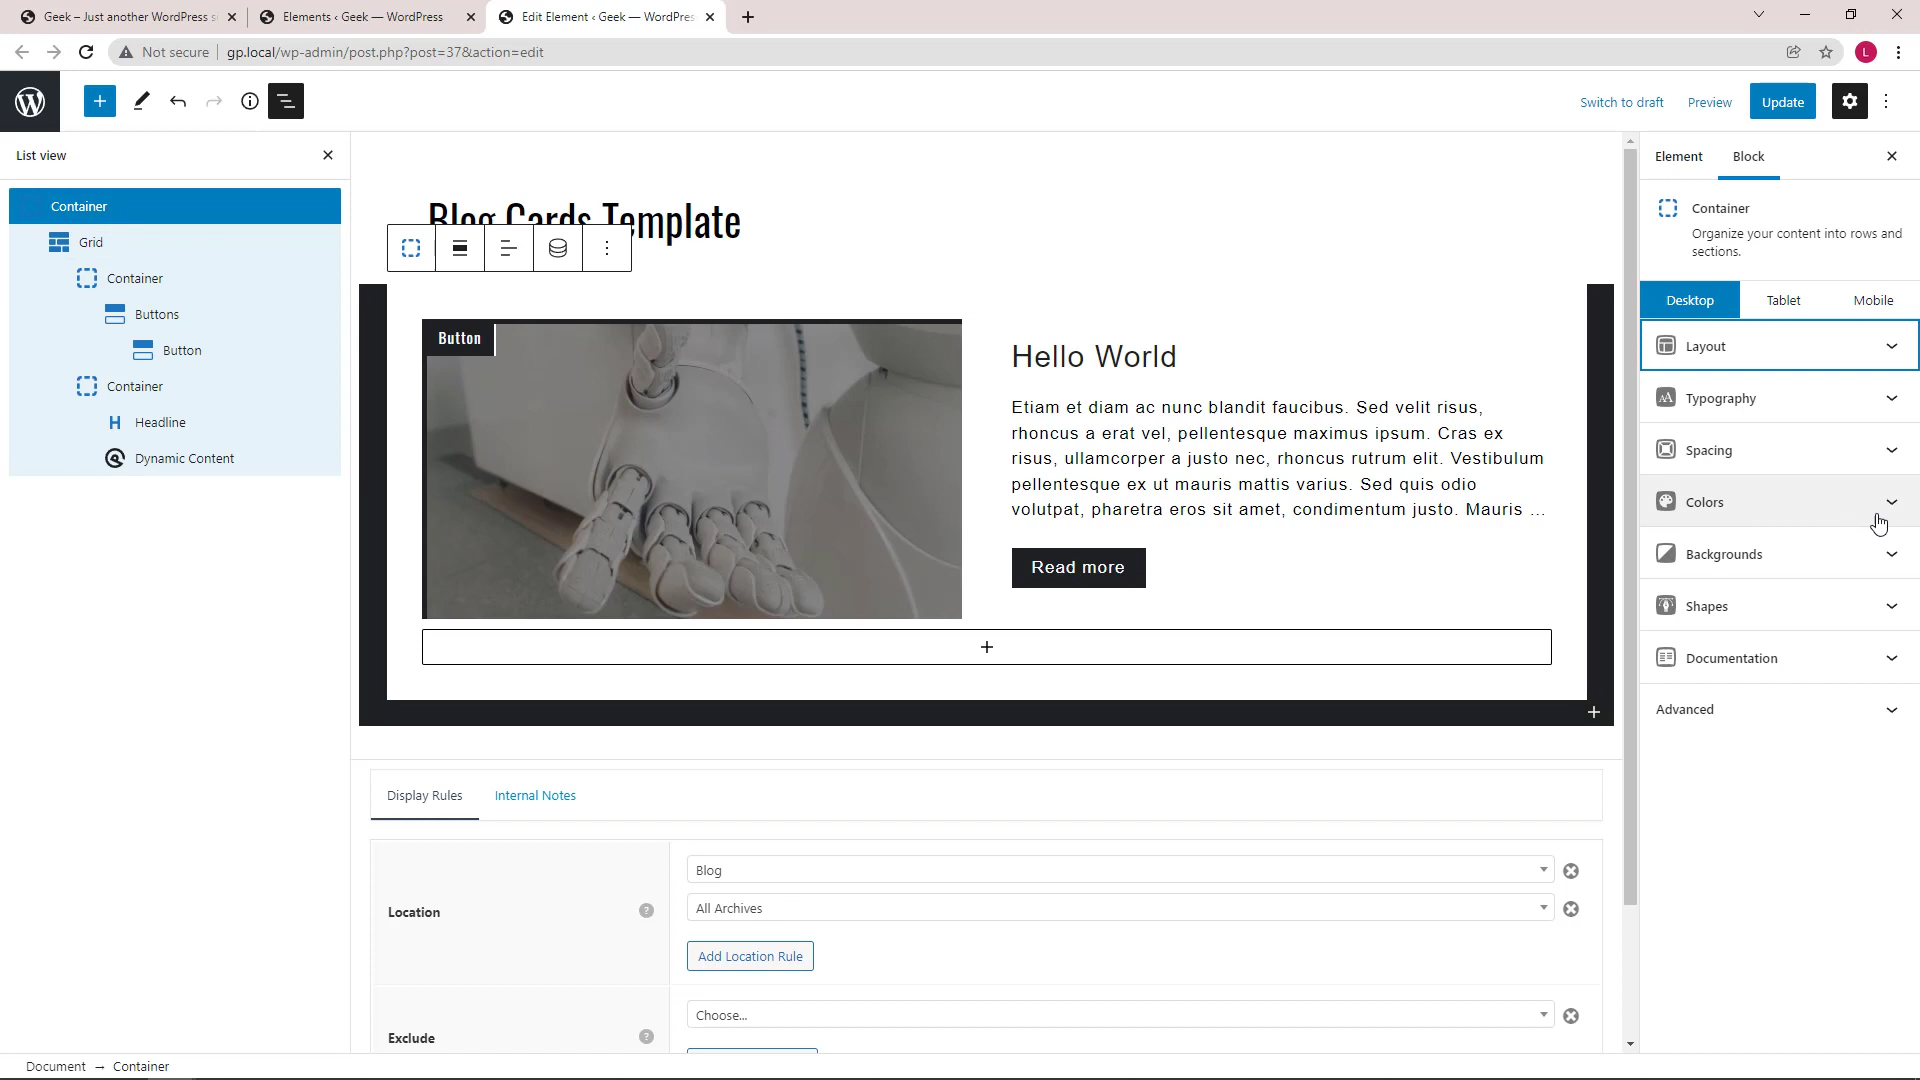 Geek – Just another WordPress s
Elements ‹ Geek — WordPress
Edit Element ‹ Geek — WordPres
Not secure
gp.local/wp-admin/post.php?post=37&action=edit
L
Switch to draft
Preview
Update
List view
Container
Grid
Container
Buttons
Button
Container
Headline
Dynamic Content
Blog Cards Template
Button
Hello World
Etiam et diam ac nunc blandit faucibus. Sed velit risus,
rhoncus a erat vel, pellentesque maximus ipsum. Cras ex
risus, ullamcorper a justo nec, rhoncus rutrum elit. Vestibulum
pellentesque ex ut mauris mattis varius. Sed quis odio
volutpat, pharetra eros sit amet, condimentum justo. Mauris ...
Read more
Display Rules
Internal Notes
Location
Blog
All Archives
Add Location Rule
Exclude
Choose...
Element
Block
Container
Organize your content into rows and
sections.
Desktop
Tablet
Mobile
Layout
Typography
Spacing
Colors
Backgrounds
Shapes
Documentation
Advanced
Document → Container